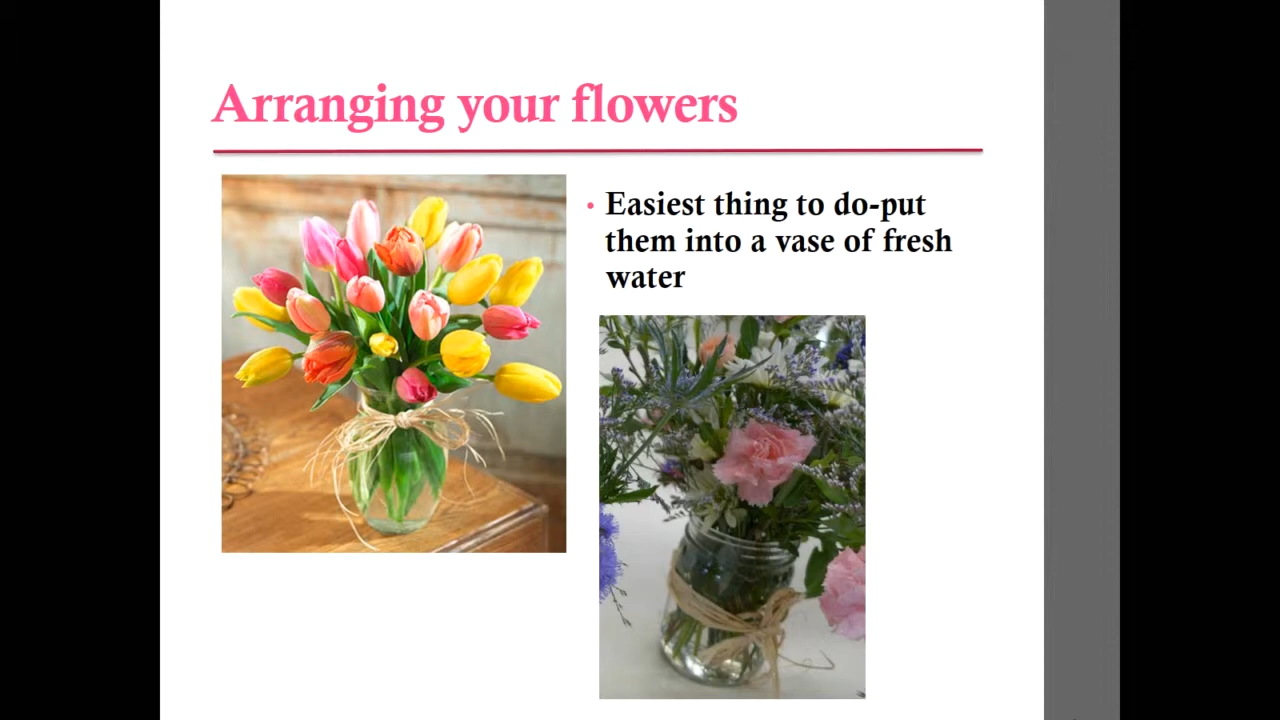 Arranging your flowers
• Easiest thing to do-put
them into a vase of fresh
water